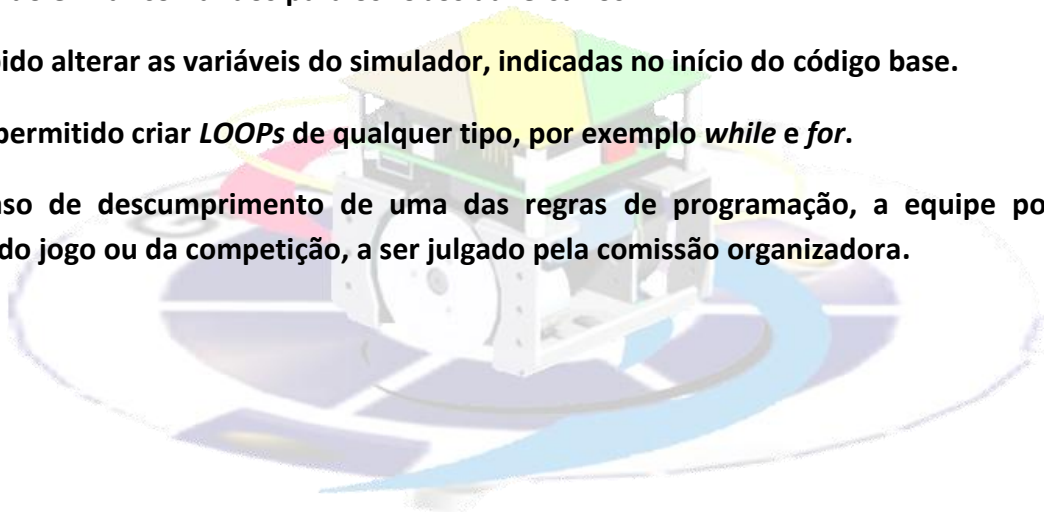 ido alterar as variáveis do simulador, indicadas no início do código base.
permitido criar LOOPs de qualquer tipo, por exemplo while e for.
so de descumprimento de uma das regras de programação, a equipe po
do jogo ou da competição, a ser julgado pela comissão organizadora.